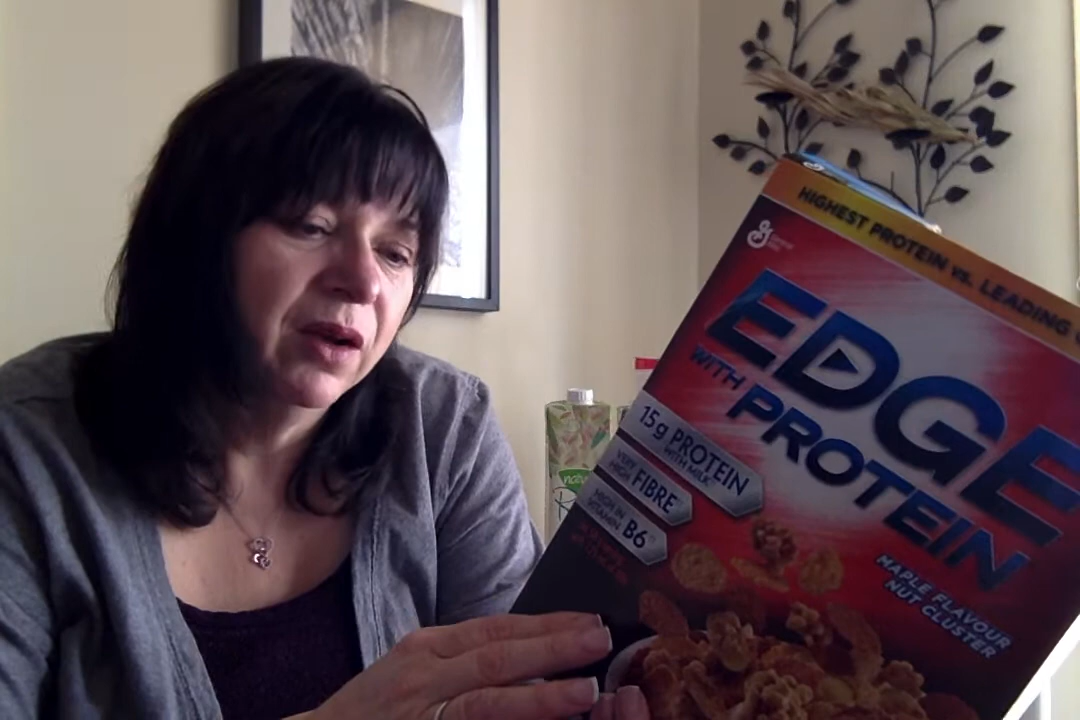 HIGHEST PROTEIN vs. LEADING
General
EDGE
WITH PROTEIN
15g PROTEIN
WITH MILK
VERY HIGH FIBRE
HIGH IN VITAMIN B6
MAPLE FLAVOUR
NUT CLUSTER